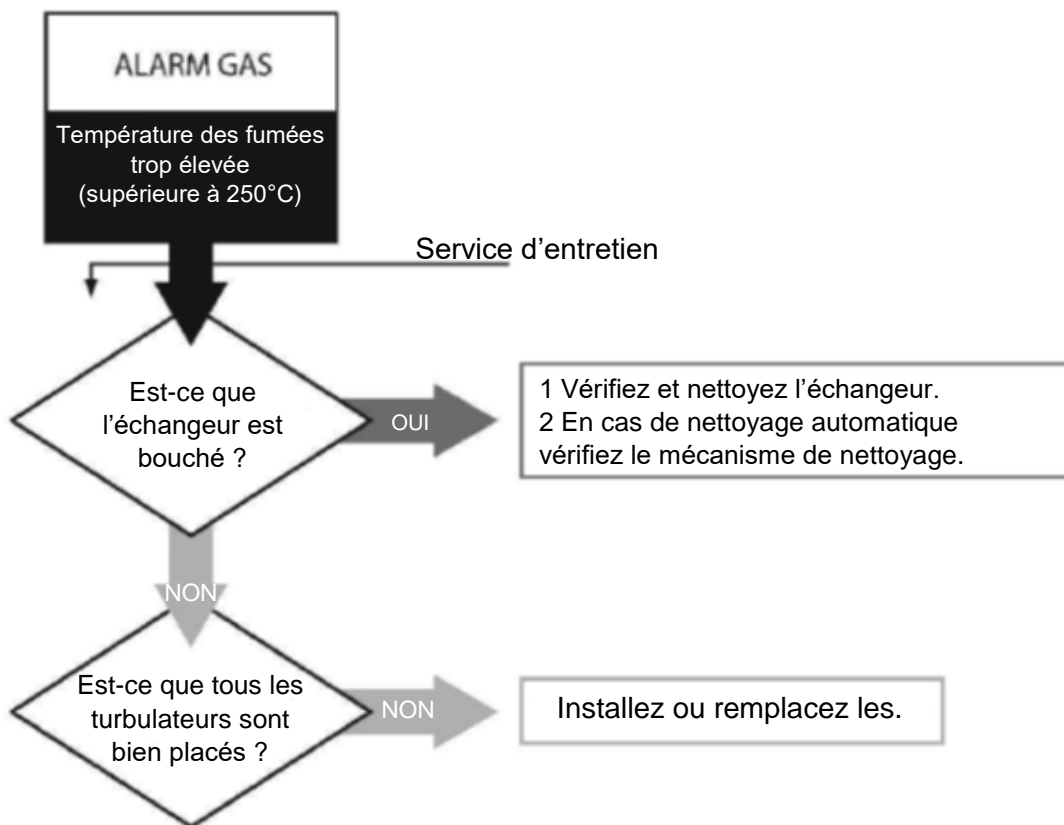 ALARM GAS
Température des fumées
trop élevée
(supérieure à 250°C)
Service d’entretien
Est-ce que
l’échangeur est
bouché ?
OUI
1 Vérifiez et nettoyez l’échangeur.
2 En cas de nettoyage automatique
vérifiez le mécanisme de nettoyage.
NON
Est-ce que tous les
turbulateurs sont
bien placés ?
NON
Installez ou remplacez les.